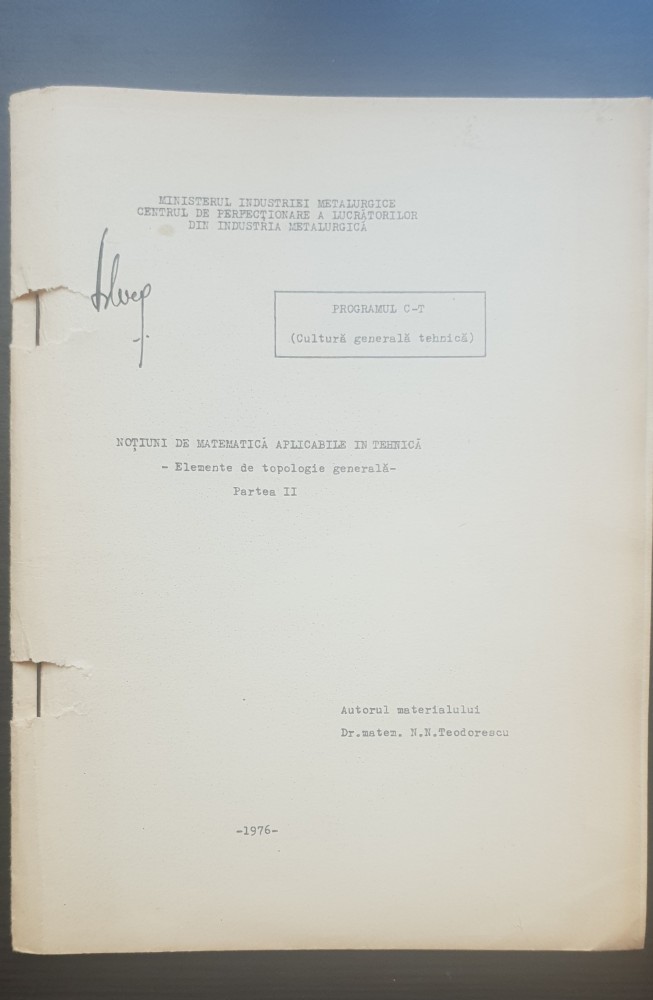 MINISTERUL INDUSTRIEI METALURGICE
CENTRUL DE PERFECȚIONARE A LUCRĂTORILOR
DIN INDUSTRIA METALURGICĂ
PROGRAMUL C-T
(Cultură generală tehnică)
NOȚIUNI DE MATEMATICĂ APLICABILE IN TEHNICĂ
- Elemente de topologie generală-
Partea II
Autorul materialului
Dr.matem. N.N.Teodorescu
-1976-